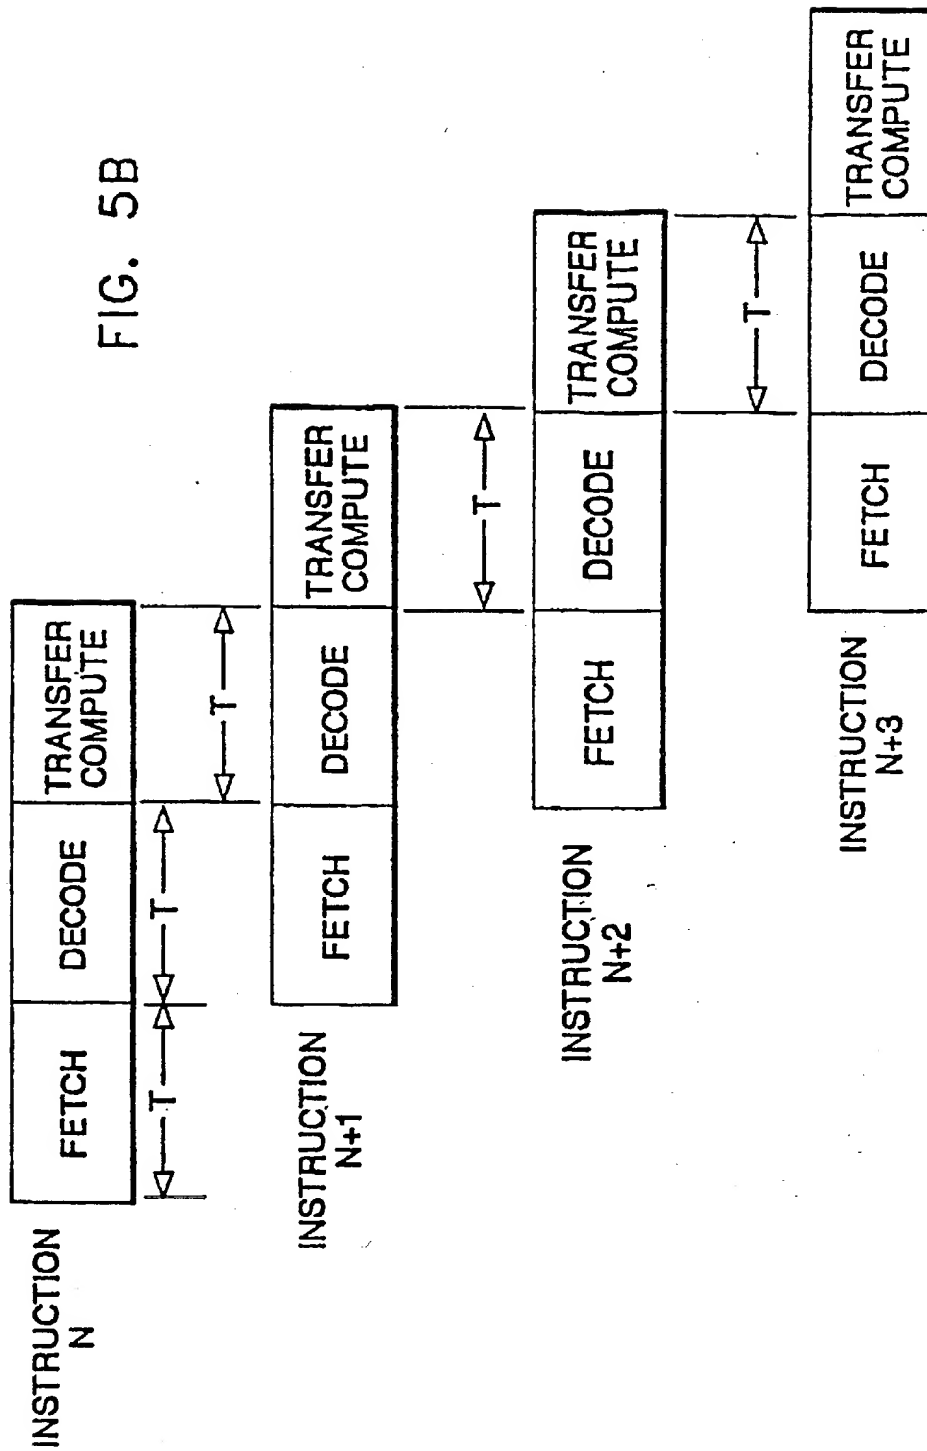 FIG. 5B
INSTRUCTION
N
FETCH
DECODE
TRANSFER
COMPUTE
T
T
T
INSTRUCTION
N+1
FETCH
DECODE
TRANSFER
COMPUTE
T
INSTRUCTION
N+2
FETCH
DECODE
TRANSFER
COMPUTE
T
INSTRUCTION
N+3
FETCH
DECODE
TRANSFER
COMPUTE